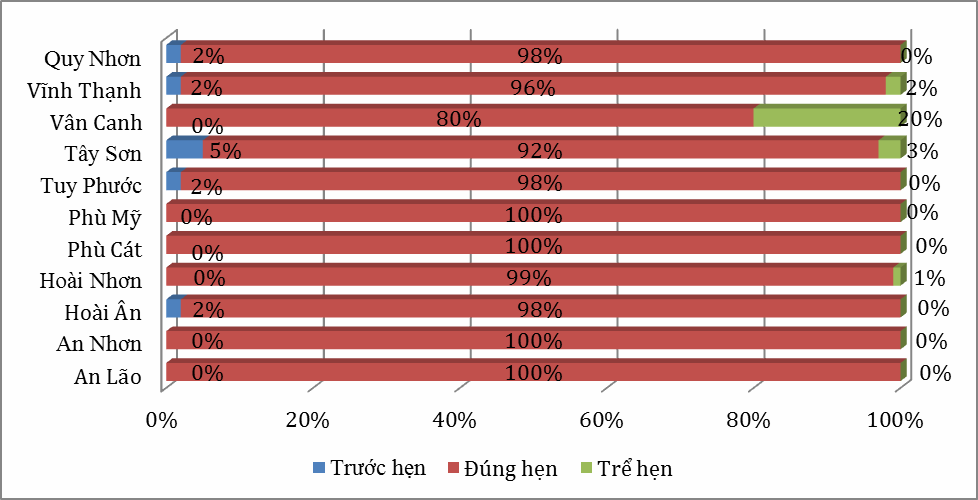 Quy Nhơn 2% 98% 0%
Vĩnh Thạnh 2% 96% 2%
Vân Canh 0% 80% 20%
Tây Sơn 5% 92% 3%
Tuy Phước 2% 98% 0%
Phù Mỹ 0% 100% 0%
Phù Cát 0% 100% 0%
Hoài Nhơn 0% 99% 1%
Hoài Ân 2% 98% 0%
An Nhơn 0% 100% 0%
An Lão 0% 100% 0%
0% 20% 40% 60% 80% 100%
Trước hẹn Đúng hẹn Trể hẹn